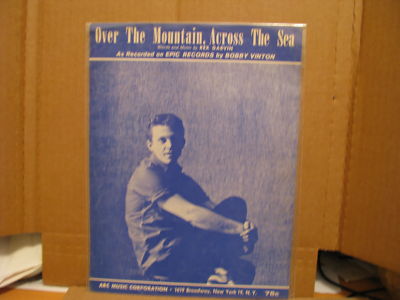 Over The Mountain, Across The Sea
Words and Music by REX GARVIN
As Recorded on EPIC RECORDS by BOBBY VINTON
ARC MUSIC CORPORATION • 1619 Broadway, New York 19, N.Y. 75c